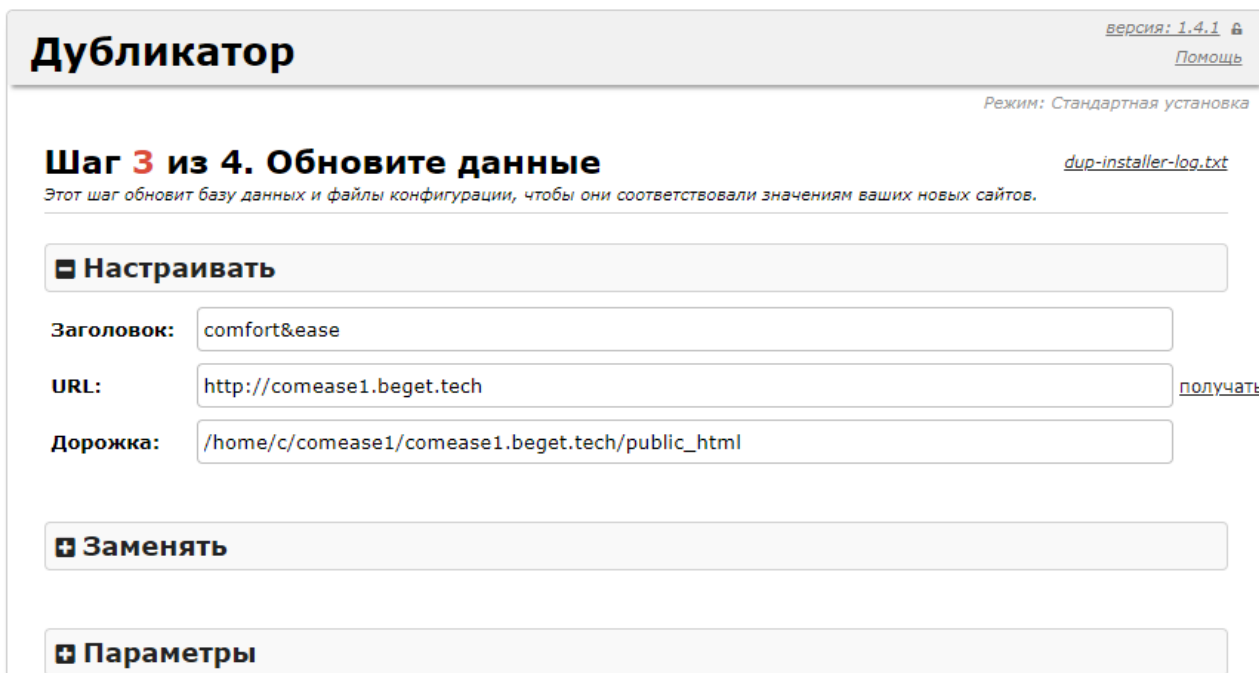 Дубликатор
версия: 1.4.1
Помощь
Режим: Стандартная установка
Шаг 3 из 4. Обновите данные
dup-installer-log.txt
Этот шаг обновит базу данных и файлы конфигурации, чтобы они соответствовали значениям ваших новых сайтов.
Настраивать
Заголовок: comfort&ease
URL: http://comease1.beget.tech получать
Дорожка: /home/c/comease1/comease1.beget.tech/public_html
Заменять
Параметры